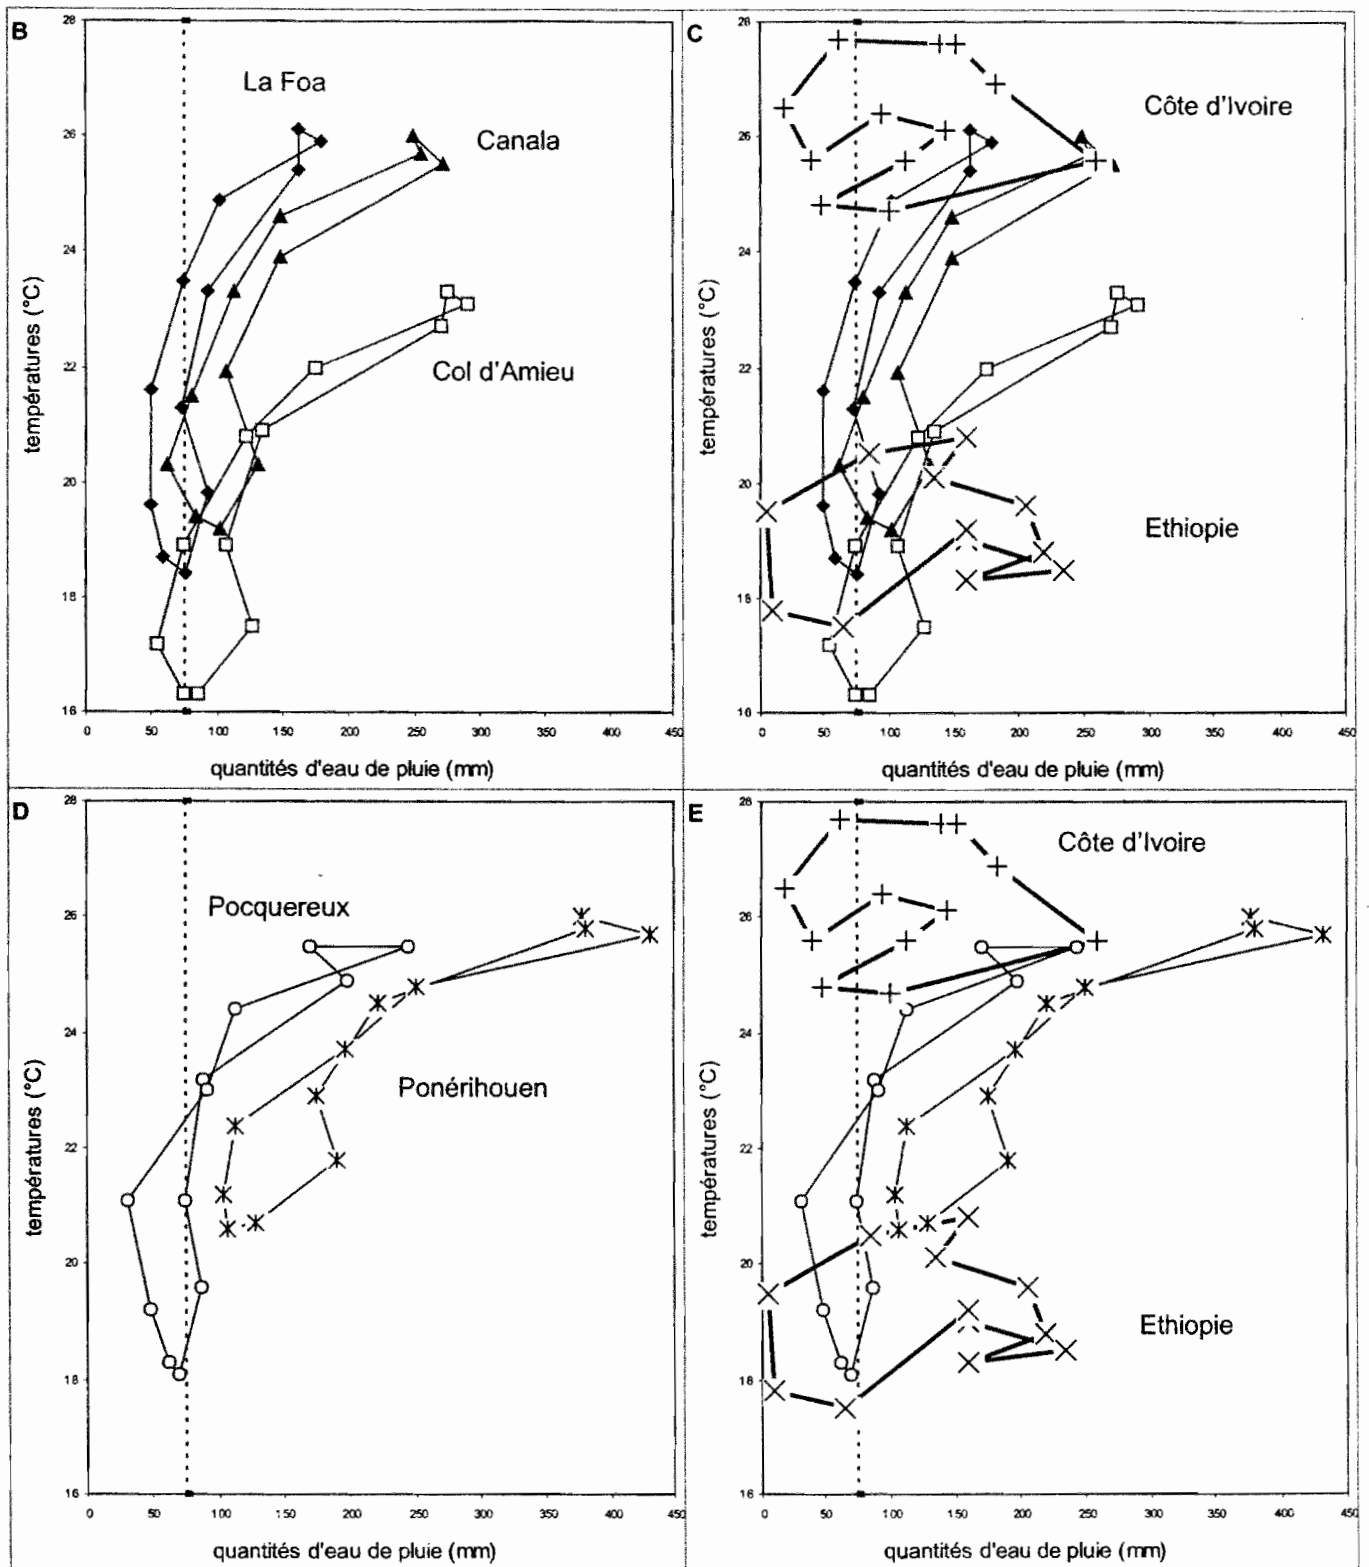 B
La Foa
Canala
Col d'Amieu
températures (°C)
28
26
24
22
20
18
16
0 50 100 150 200 250 300 350 400 450
quantités d'eau de pluie (mm)
C
Côte d'Ivoire
Ethiopie
températures (°C)
28
26
24
22
20
18
16
0 50 100 150 200 250 300 350 400 450
quantités d'eau de pluie (mm)
D
Pocquereux
Ponérihouen
températures (°C)
28
26
24
22
20
18
16
0 50 100 150 200 250 300 350 400 450
quantités d'eau de pluie (mm)
E
Côte d'Ivoire
Ethiopie
températures (°C)
28
26
24
22
20
18
16
0 50 100 150 200 250 300 350 400 450
quantités d'eau de pluie (mm)